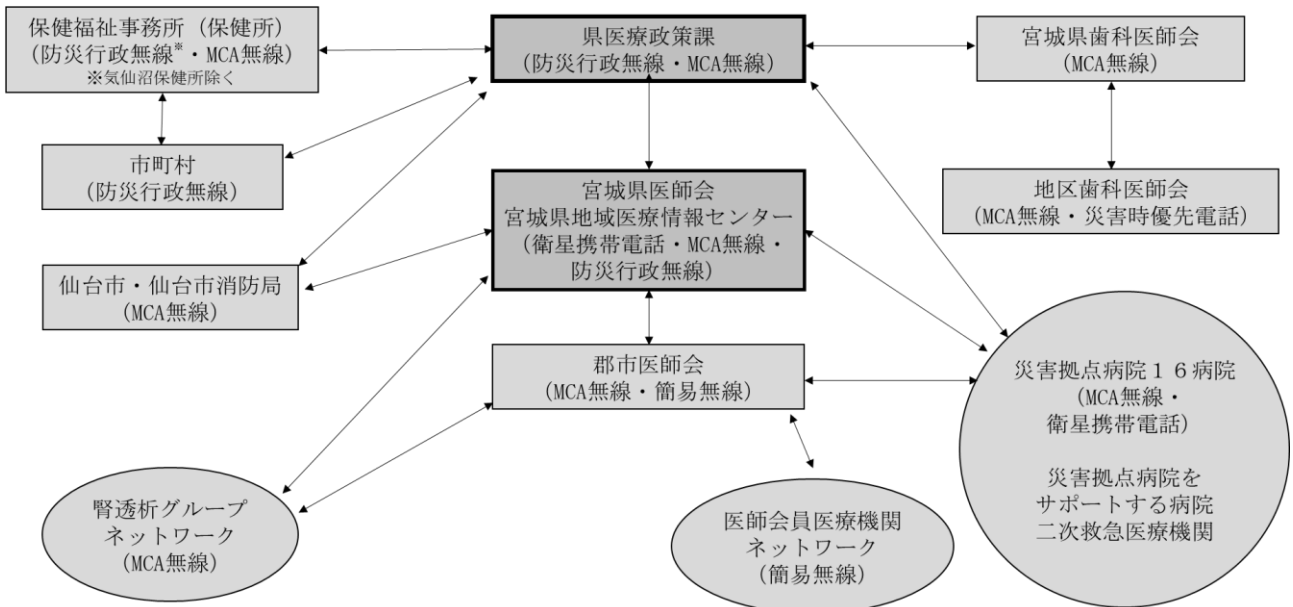 保健福祉事務所（保健所）
（防災行政無線※・MCA無線）
※気仙沼保健所除く
県医療政策課
（防災行政無線・MCA無線）
宮城県歯科医師会
（MCA無線）
市町村
（防災行政無線）
宮城県医師会
宮城県地域医療情報センター
（衛星携帯電話・MCA無線・
防災行政無線）
地区歯科医師会
（MCA無線・災害時優先電話）
仙台市・仙台市消防局
（MCA無線）
郡市医師会
（MCA無線・簡易無線）
災害拠点病院１６病院
（MCA無線・
衛星携帯電話）
災害拠点病院を
サポートする病院
二次救急医療機関
腎透析グループ
ネットワーク
（MCA無線）
医師会員医療機関
ネットワーク
（簡易無線）